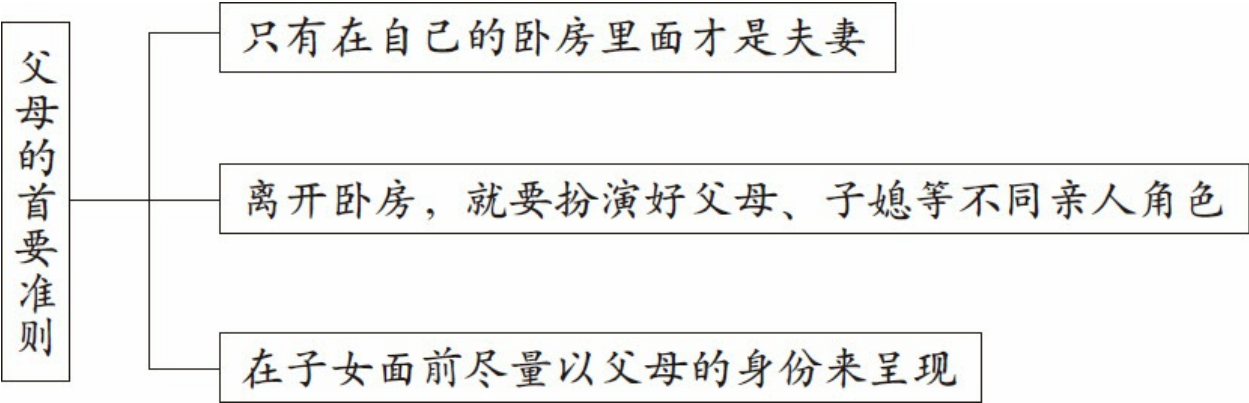 父母的首要准则
只有在自己的卧房里面才是夫妻
离开卧房，就要扮演好父母、子媳等不同亲人角色
在子女面前尽量以父母的身份来呈现